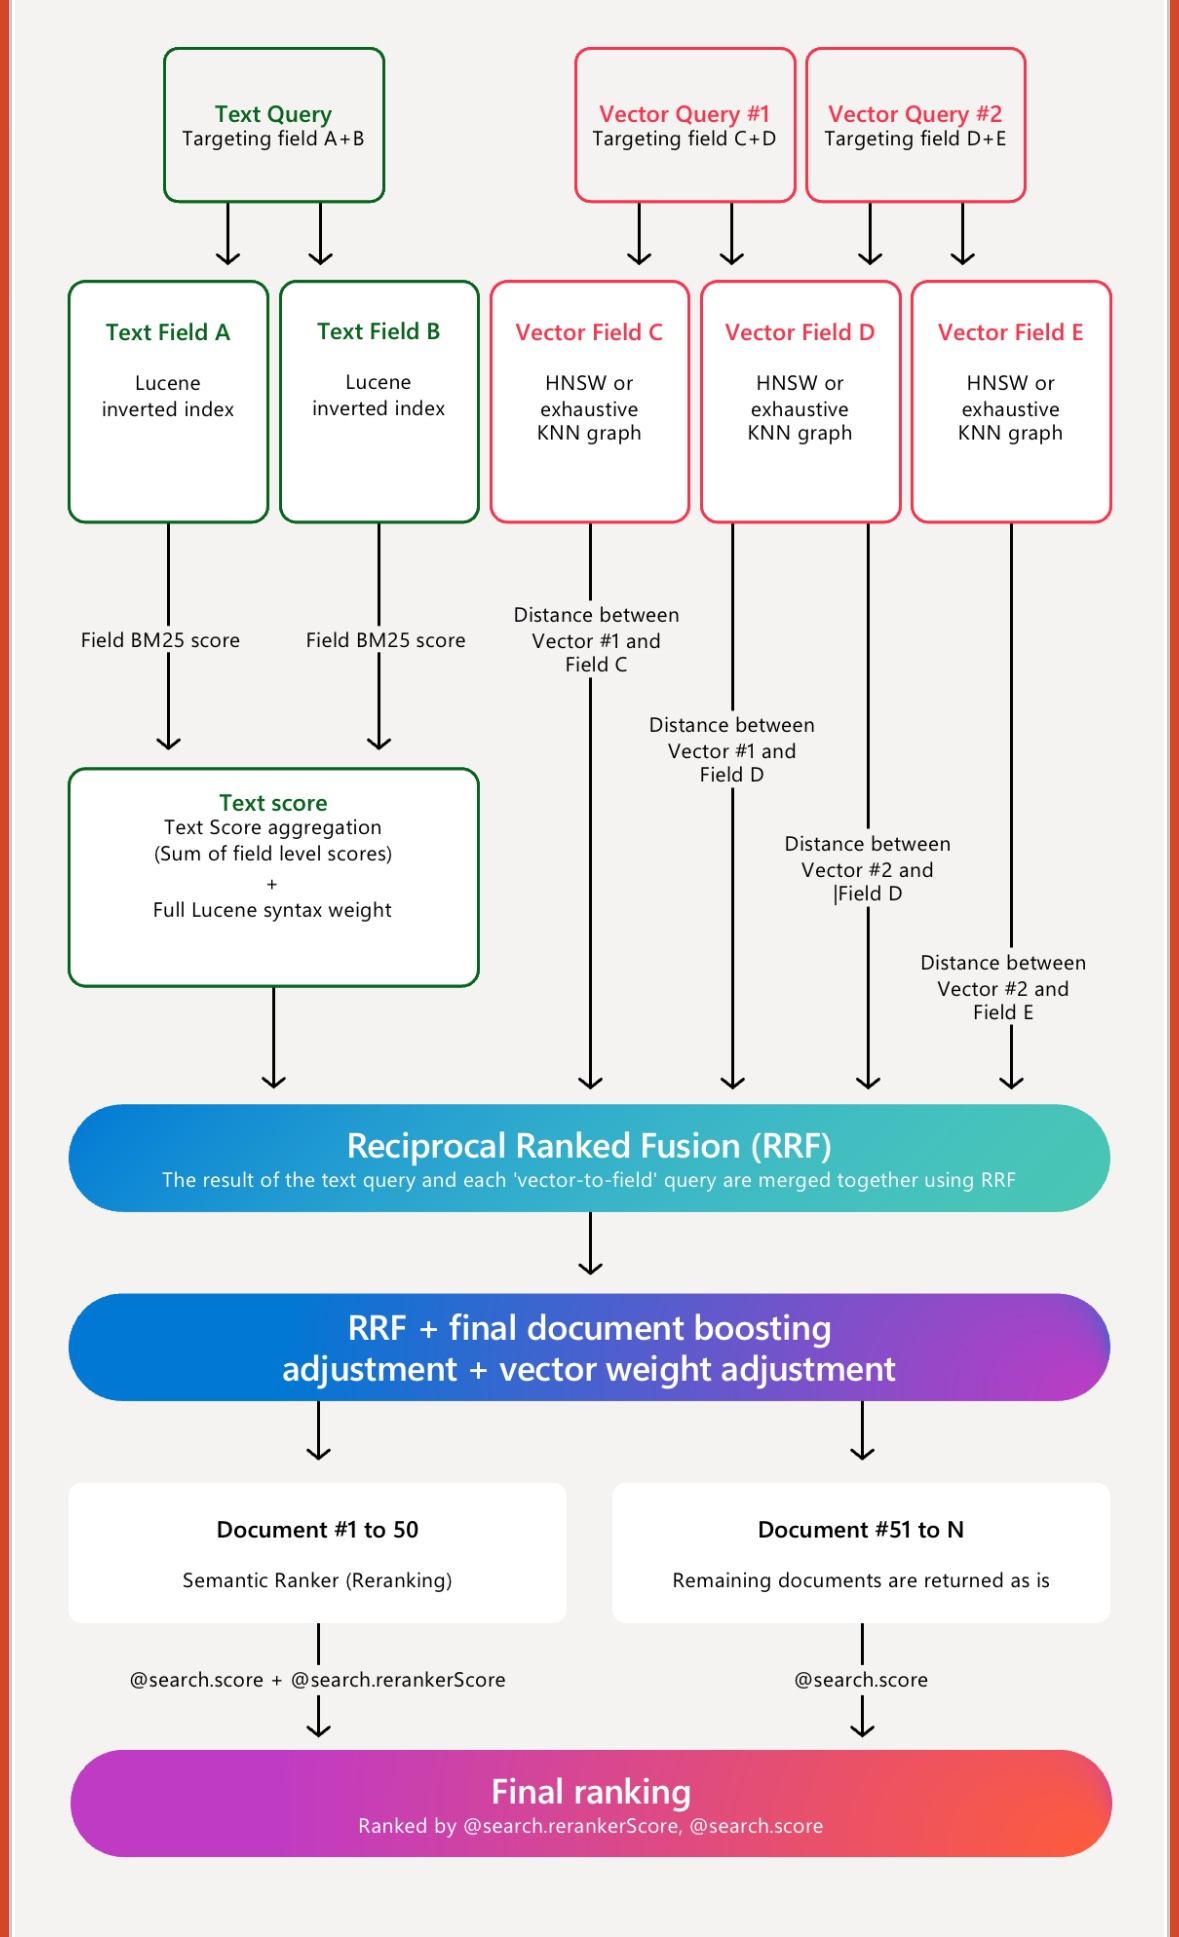 Text Query
Targeting field A+B
Vector Query #1
Targeting field C+D
Vector Query #2
Targeting field D+E
Text Field A
Lucene
inverted index
Text Field B
Lucene
inverted index
Vector Field C
HNSW or
exhaustive
KNN graph
Vector Field D
HNSW or
exhaustive
KNN graph
Vector Field E
HNSW or
exhaustive
KNN graph
Field BM25 score
Field BM25 score
Distance between
Vector #1 and
Field C
Distance between
Vector #1 and
Field D
Distance between
Vector #2 and
|Field D
Distance between
Vector #2 and
Field E
Text score
Text Score aggregation
(Sum of field level scores)
+
Full Lucene syntax weight
Reciprocal Ranked Fusion (RRF)
The result of the text query and each 'vector-to-field' query are merged together using RRF
RRF + final document boosting
adjustment + vector weight adjustment
Document #1 to 50
Semantic Ranker (Reranking)
Document #51 to N
Remaining documents are returned as is
@search.score + @search.rerankerScore
@search.score
Final ranking
Ranked by @search.rerankerScore, @search.score